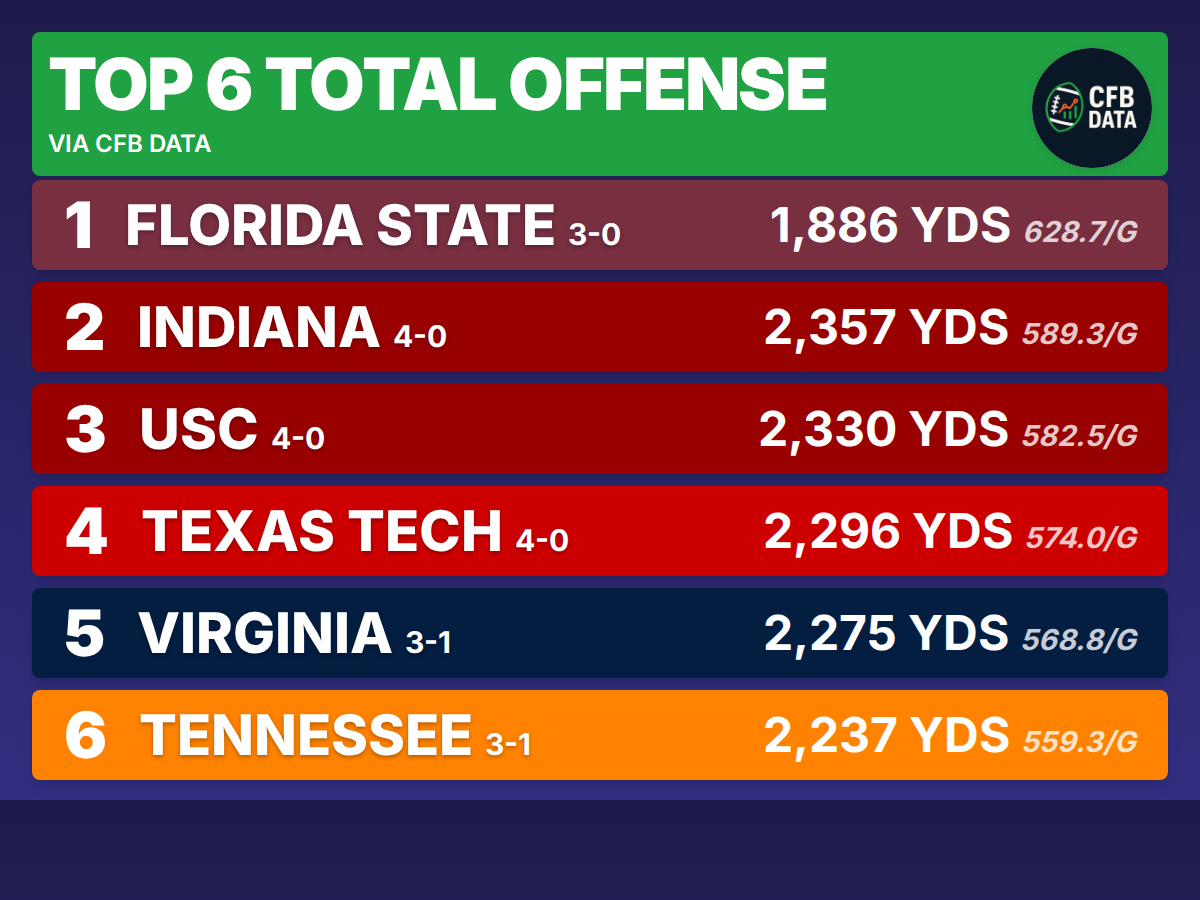 TOP 6 TOTAL OFFENSE
VIA CFB DATA
CFB
DATA
1 FLORIDA STATE 3-0 1,886 YDS 628.7/G
2 INDIANA 4-0 2,357 YDS 589.3/G
3 USC 4-0 2,330 YDS 582.5/G
4 TEXAS TECH 4-0 2,296 YDS 574.0/G
5 VIRGINIA 3-1 2,275 YDS 568.8/G
6 TENNESSEE 3-1 2,237 YDS 559.3/G